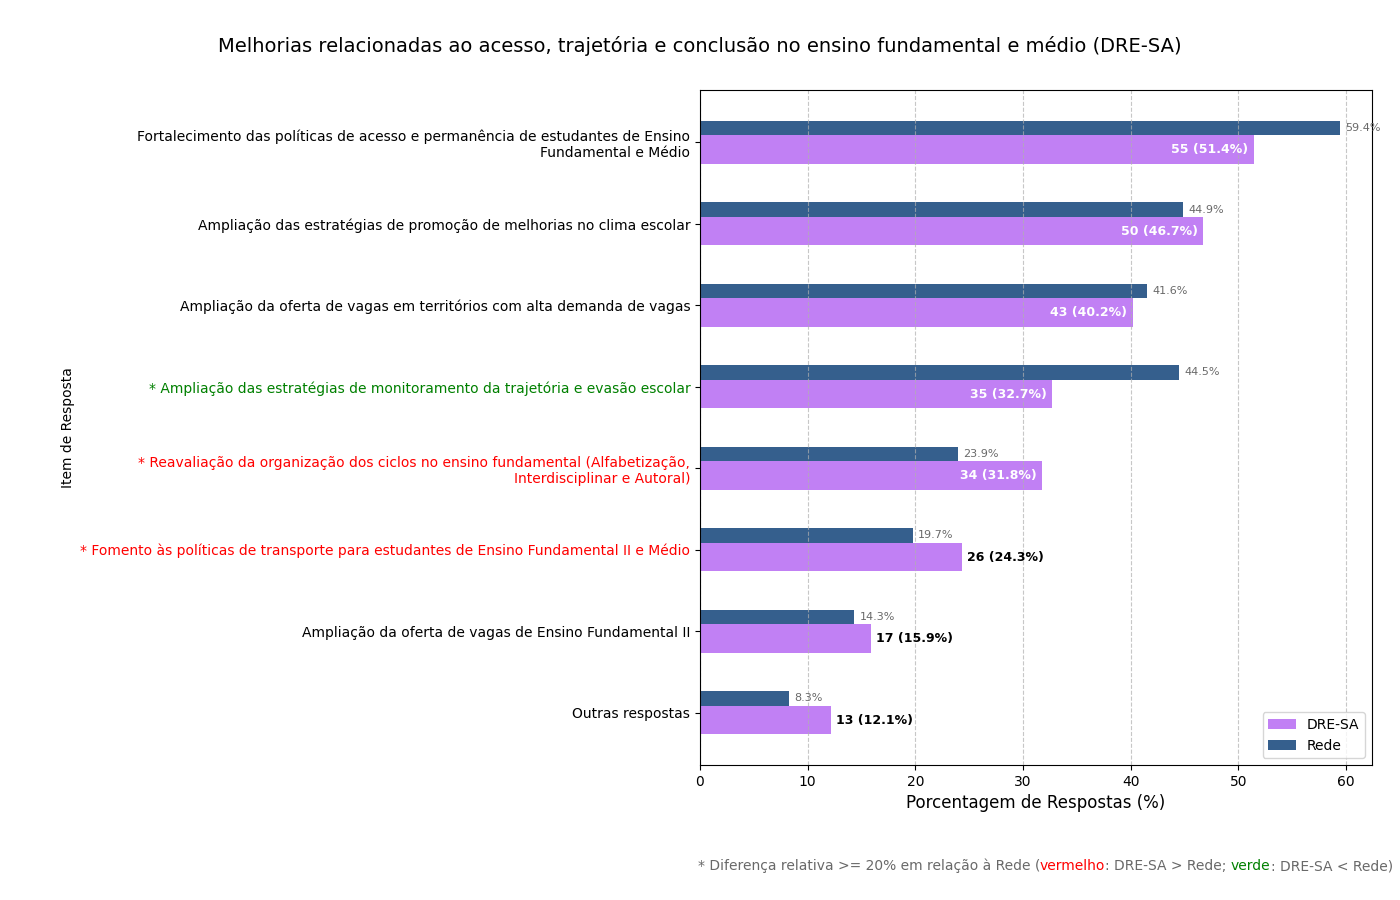 Melhorias relacionadas ao acesso, trajetória e conclusão no ensino fundamental e médio (DRE-SA)
Item de Resposta
Fortalecimento das políticas de acesso e permanência de estudantes de Ensino
Fundamental e Médio
59.4%
55 (51.4%)
Ampliação das estratégias de promoção de melhorias no clima escolar
44.9%
50 (46.7%)
Ampliação da oferta de vagas em territórios com alta demanda de vagas
41.6%
43 (40.2%)
* Ampliação das estratégias de monitoramento da trajetória e evasão escolar
44.5%
35 (32.7%)
* Reavaliação da organização dos ciclos no ensino fundamental (Alfabetização,
Interdisciplinar e Autoral)
23.9%
34 (31.8%)
* Fomento às políticas de transporte para estudantes de Ensino Fundamental II e Médio
19.7%
26 (24.3%)
Ampliação da oferta de vagas de Ensino Fundamental II
14.3%
17 (15.9%)
Outras respostas
8.3%
13 (12.1%)
DRE-SA
Rede
0 10 20 30 40 50 60
Porcentagem de Respostas (%)
* Diferença relativa >= 20% em relação à Rede (vermelho: DRE-SA > Rede; verde: DRE-SA < Rede)